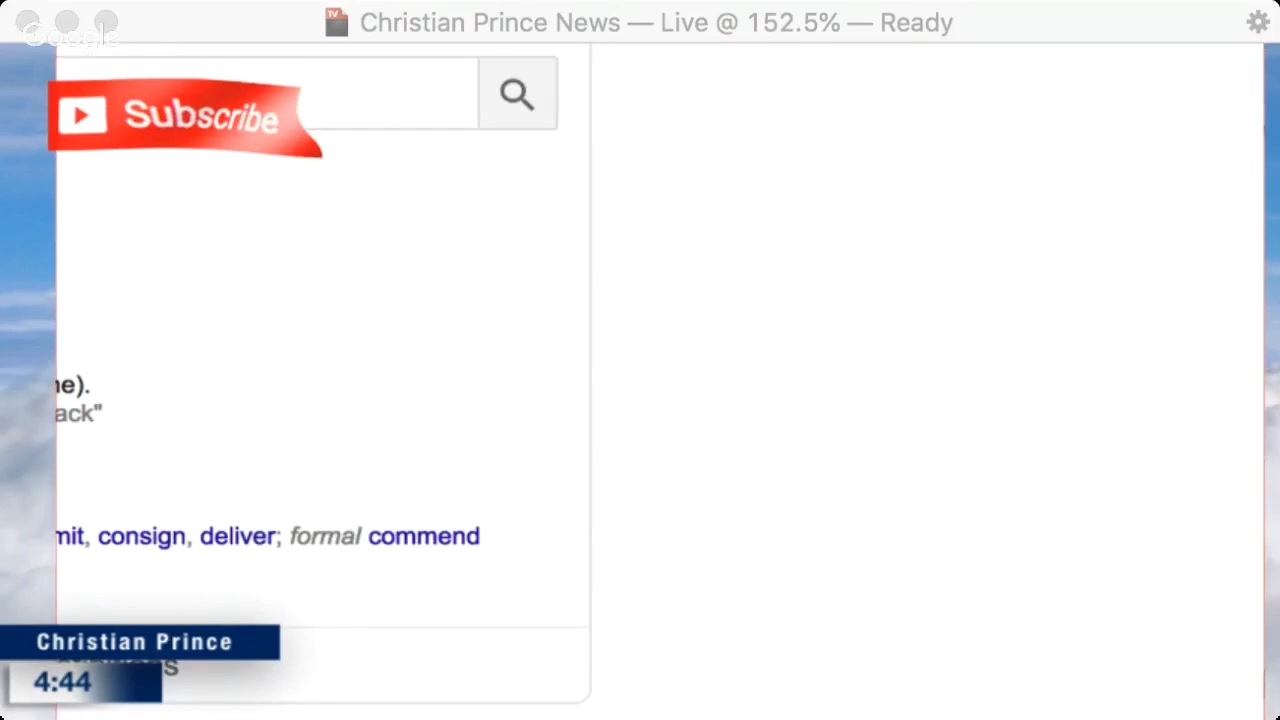 Christian Prince News — Live @ 152.5% — Ready
Google
Subscribe
ne).
ack"
mit, consign, deliver; formal commend
Christian Prince
4:44